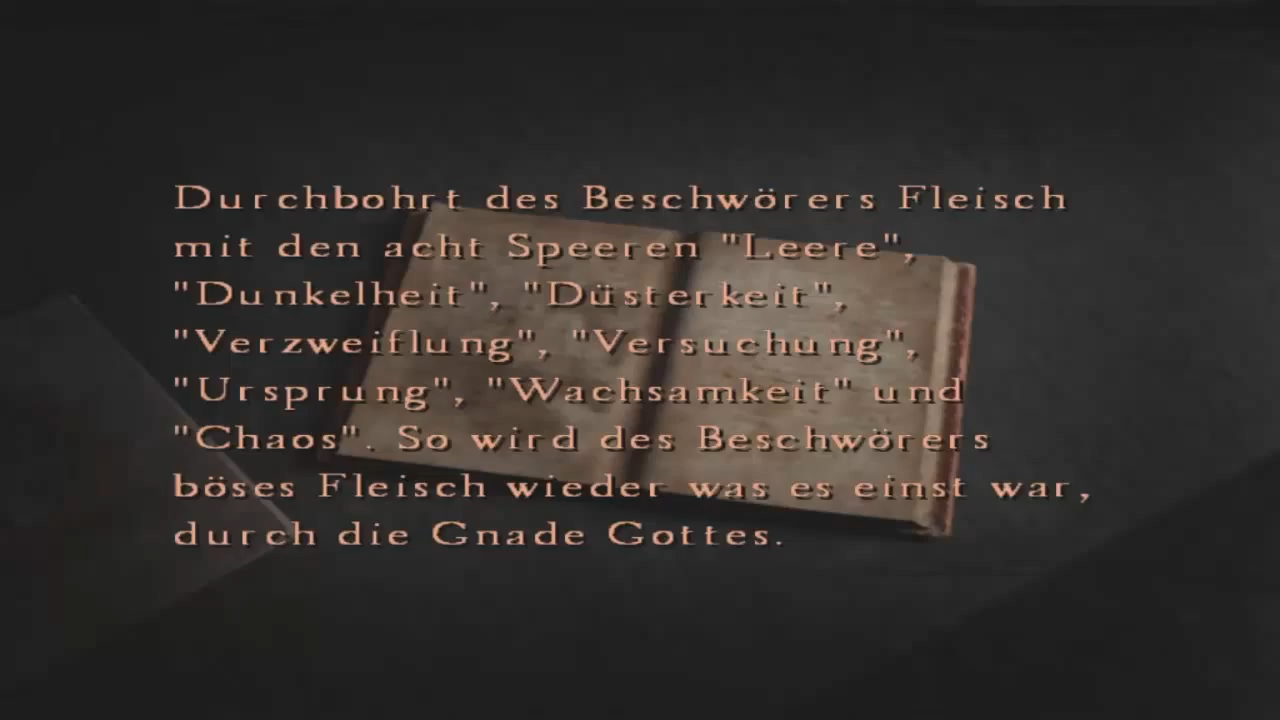 Durchbohrt des Beschwörers Fleisch
mit den acht Speeren "Leere",
"Dunkelheit", "Düsterkeit",
"Verzweiflung", "Versuchung",
"Ursprung", "Wachsamkeit" und
"Chaos". So wird des Beschwörers
böses Fleisch wieder was es einst war,
durch die Gnade Gottes.